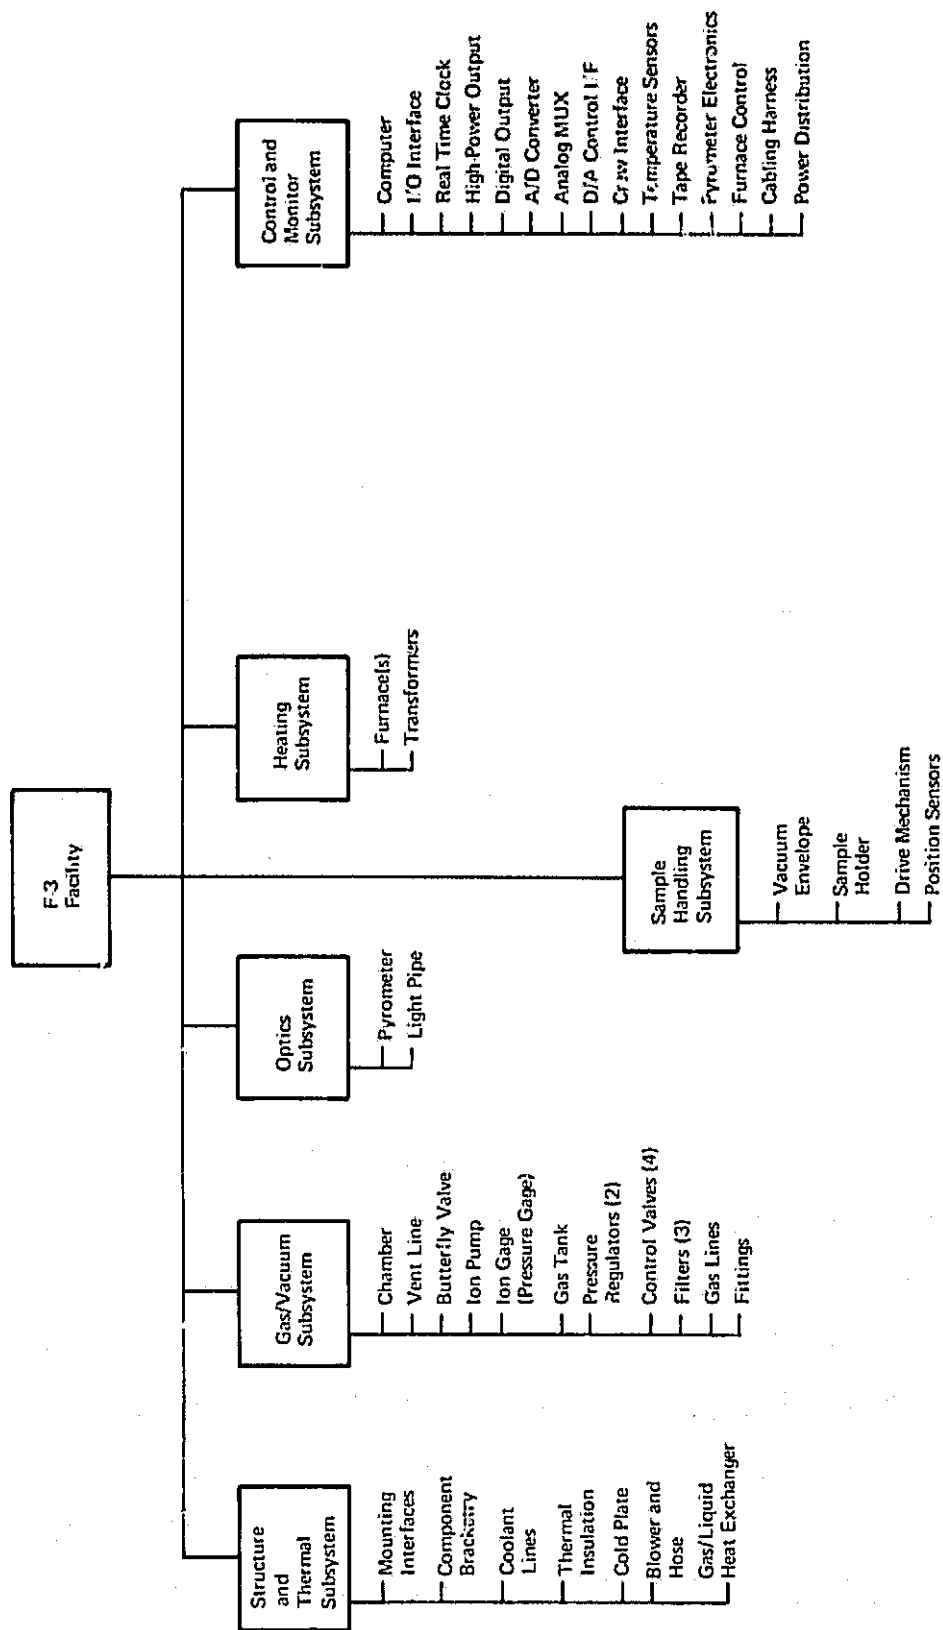 F-3
Facility
Structure
and
Thermal
Subsystem
Mounting
Interfaces
Component
Bracketry
Coolant
Lines
Thermal
Insulation
Cold Plate
Blower and
Hose
Gas/Liquid
Heat Exchanger
Gas/Vacuum
Subsystem
Chamber
Vent Line
Butterfly Valve
Ion Pump
Ion Gage
(Pressure Gage)
Gas Tank
Pressure
Regulators (2)
Control Valves (4)
Filters (3)
Gas Lines
Fittings
Optics
Subsystem
Pyrometer
Light Pipe
Sample
Handling
Subsystem
Vacuum
Envelope
Sample
Holder
Drive Mechanism
Position Sensors
Heating
Subsystem
Furnace(s)
Transformers
Control and
Monitor
Subsystem
Computer
I/O Interface
Real Time Clock
High-Power Output
Digital Output
A/D Converter
Analog MUX
D/A Control I/F
Crew Interface
Temperature Sensors
Tape Recorder
Pyrometer Electronics
Furnace Control
Cabling Harness
Power Distribution